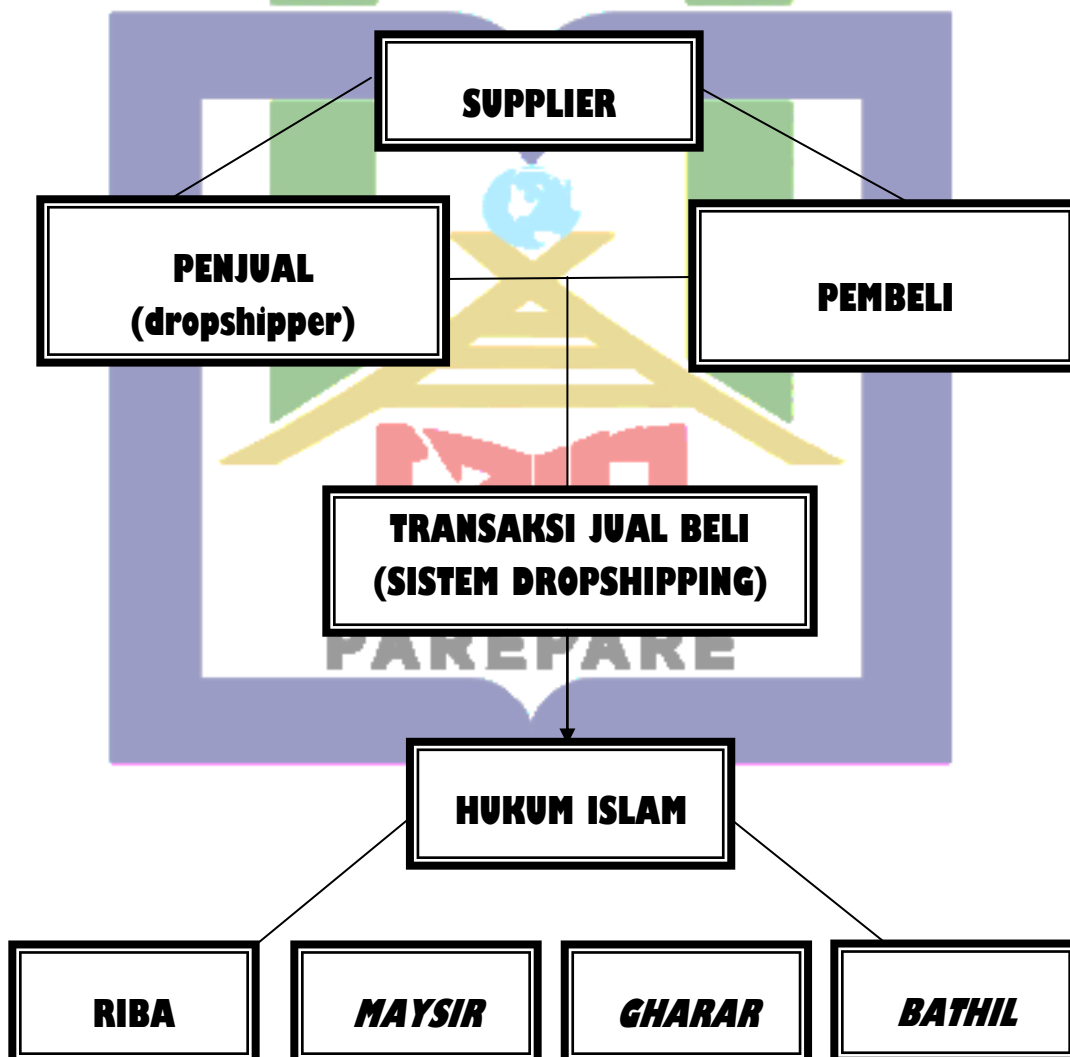 SUPPLIER
PENJUAL
(dropshipper)
PEMBELI
TRANSAKSI JUAL BELI
(SISTEM DROPSHIPPING)
PAREPARE
HUKUM ISLAM
RIBA
MAYSIR
GHARAR
BATHIL